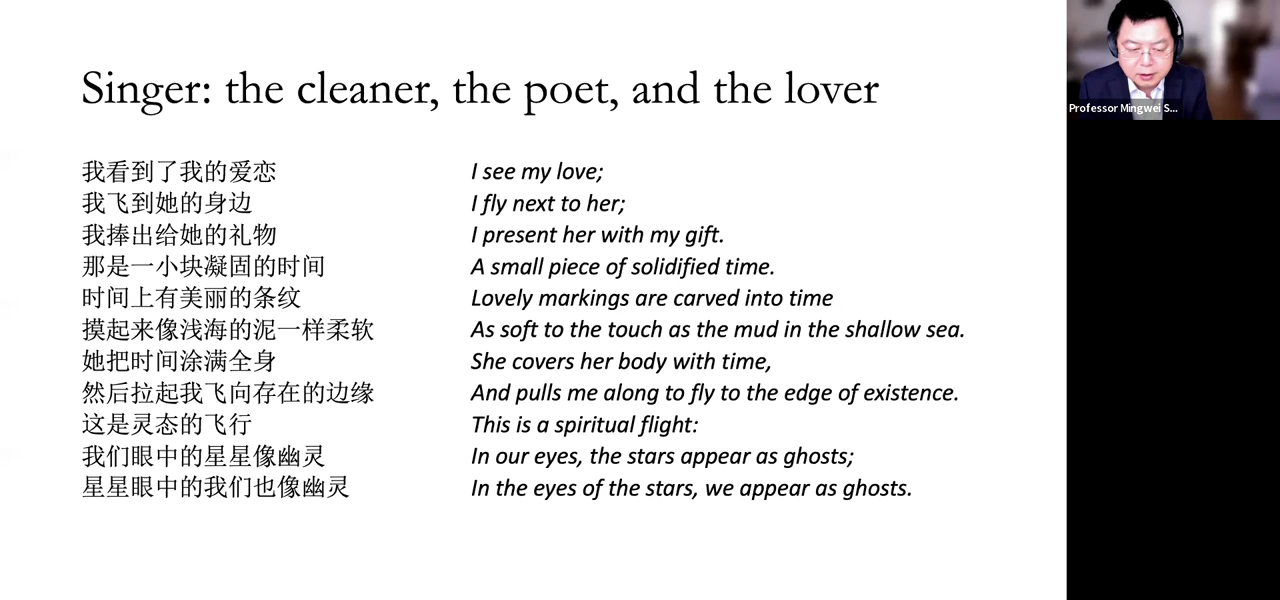 Singer: the cleaner, the poet, and the lover
我看到了我的爱恋
我飞到她的身边
我捧出给她的礼物
那是一小块凝固的时间
时间上有美丽的条纹
摸起来像浅海的泥一样柔软
她把时间涂满全身
然后拉起我飞向存在的边缘
这是灵态的飞行
我们眼中的星星像幽灵
星星眼中的我们也像幽灵
I see my love;
I fly next to her;
I present her with my gift.
A small piece of solidified time.
Lovely markings are carved into time
As soft to the touch as the mud in the shallow sea.
She covers her body with time,
And pulls me along to fly to the edge of existence.
This is a spiritual flight:
In our eyes, the stars appear as ghosts;
In the eyes of the stars, we appear as ghosts.
Professor Mingwei S...